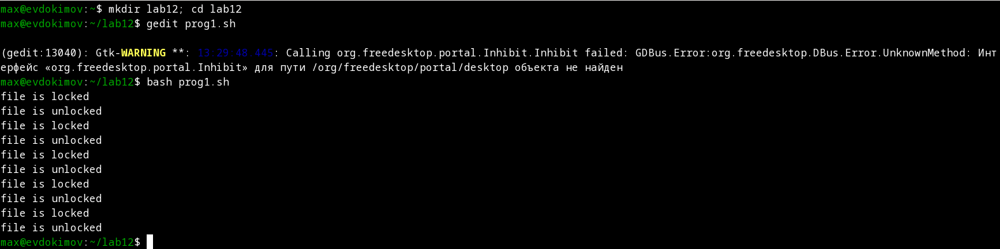 max@evdokimov:~$ mkdir lab12; cd lab12
max@evdokimov:~/lab12$ gedit prog1.sh
(gedit:13040): Gtk-WARNING **: 13:29:48.445: Calling org.freedesktop.portal.Inhibit.Inhibit failed: GDBus.Error:org.freedesktop.DBus.Error.UnknownMethod: Инт
ерфейс «org.freedesktop.portal.Inhibit» для пути /org/freedesktop/portal/desktop объекта не найден
max@evdokimov:~/lab12$ bash prog1.sh
file is locked
file is unlocked
file is locked
file is unlocked
file is locked
file is unlocked
file is locked
file is unlocked
file is locked
file is unlocked
max@evdokimov:~/lab12$